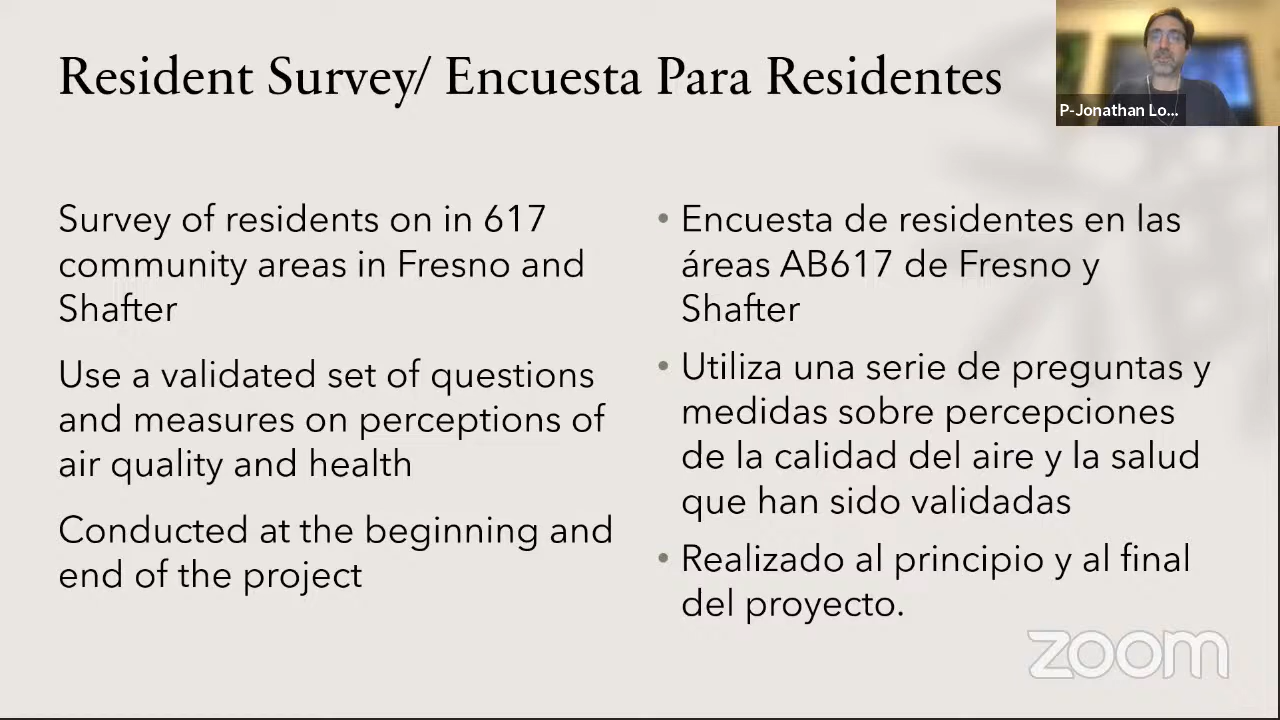 Resident Survey/ Encuesta Para Residentes
P-Jonathan Lo...
Survey of residents on in 617
community areas in Fresno and
Shafter
Use a validated set of questions
and measures on perceptions of
air quality and health
Conducted at the beginning and
end of the project
• Encuesta de residentes en las
áreas AB617 de Fresno y
Shafter
• Utiliza una serie de preguntas y
medidas sobre percepciones
de la calidad del aire y la salud
que han sido validadas
• Realizado al principio y al final
del proyecto.
zoom